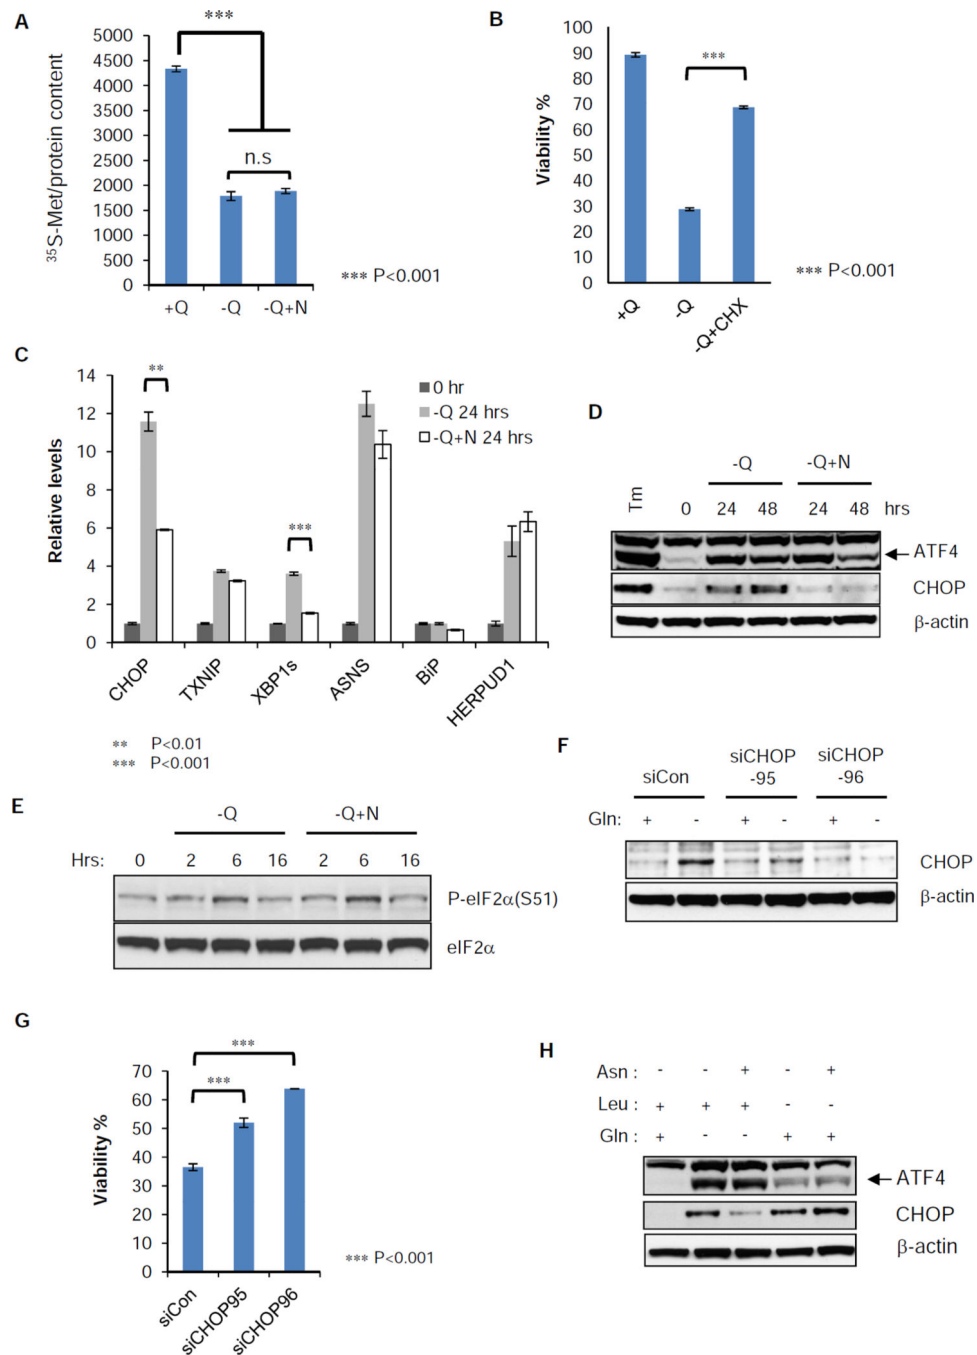 A
***
4500
4000
3500
3000
2500
2000
1500
1000
500
0
³⁵S-Met/protein content
n.s
+Q -Q -Q+N
*** P<0.001
B
***
100
90
80
70
60
50
40
30
20
10
0
Viability %
+Q -Q -Q+CHX
*** P<0.001
C
14
12
10
8
6
4
2
0
Relative levels
**
***
0 hr
-Q 24 hrs
-Q+N 24 hrs
CHOP TXNIP XBP1s ASNS BiP HERPUD1
** P<0.01
*** P<0.001
D
-Q -Q+N
Tm 0 24 48 24 48 hrs
ATF4
CHOP
β-actin
E
-Q -Q+N
Hrs: 0 2 6 16 2 6 16
P-eIF2α(S51)
eIF2α
F
siCon siCHOP -95 siCHOP -96
Gln: + - + - + -
CHOP
β-actin
G
***
***
70
60
50
40
30
20
10
0
Viability %
siCon siCHOP95 siCHOP96
*** P<0.001
H
Asn : - - + - +
Leu : + + + - -
Gln : + - - + +
ATF4
CHOP
β-actin